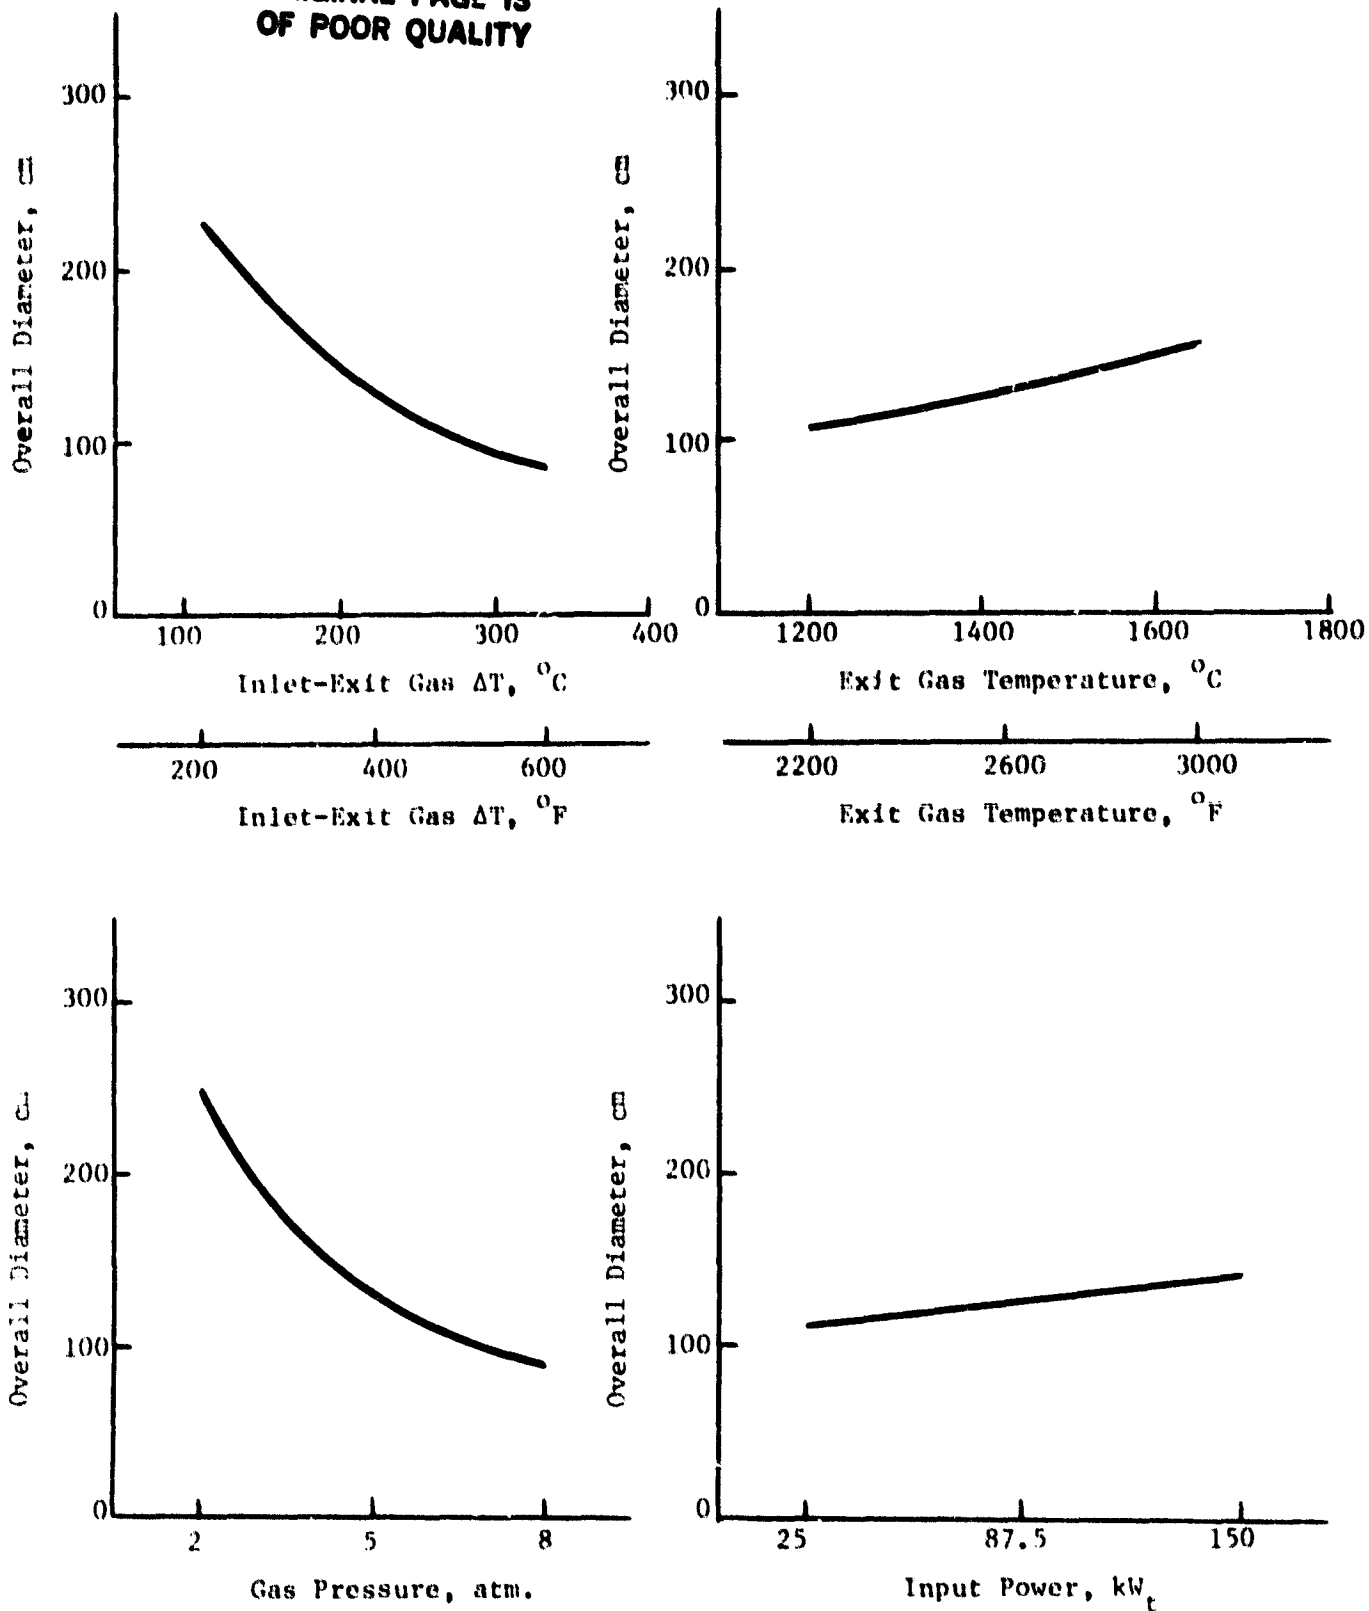 OF POOR QUALITY
300
200
100
0
Overall Diameter, cm
100 200 300 400
Inlet-Exit Gas ΔT, °C
200 400 600
Inlet-Exit Gas ΔT, °F
300
200
100
0
Overall Diameter, cm
1200 1400 1600 1800
Exit Gas Temperature, °C
2200 2600 3000
Exit Gas Temperature, °F
300
200
100
0
Overall Diameter,
2 5 8
Gas Pressure, atm.
300
200
100
0
Overall Diameter, cm
25 87.5 150
Input Power, kWt